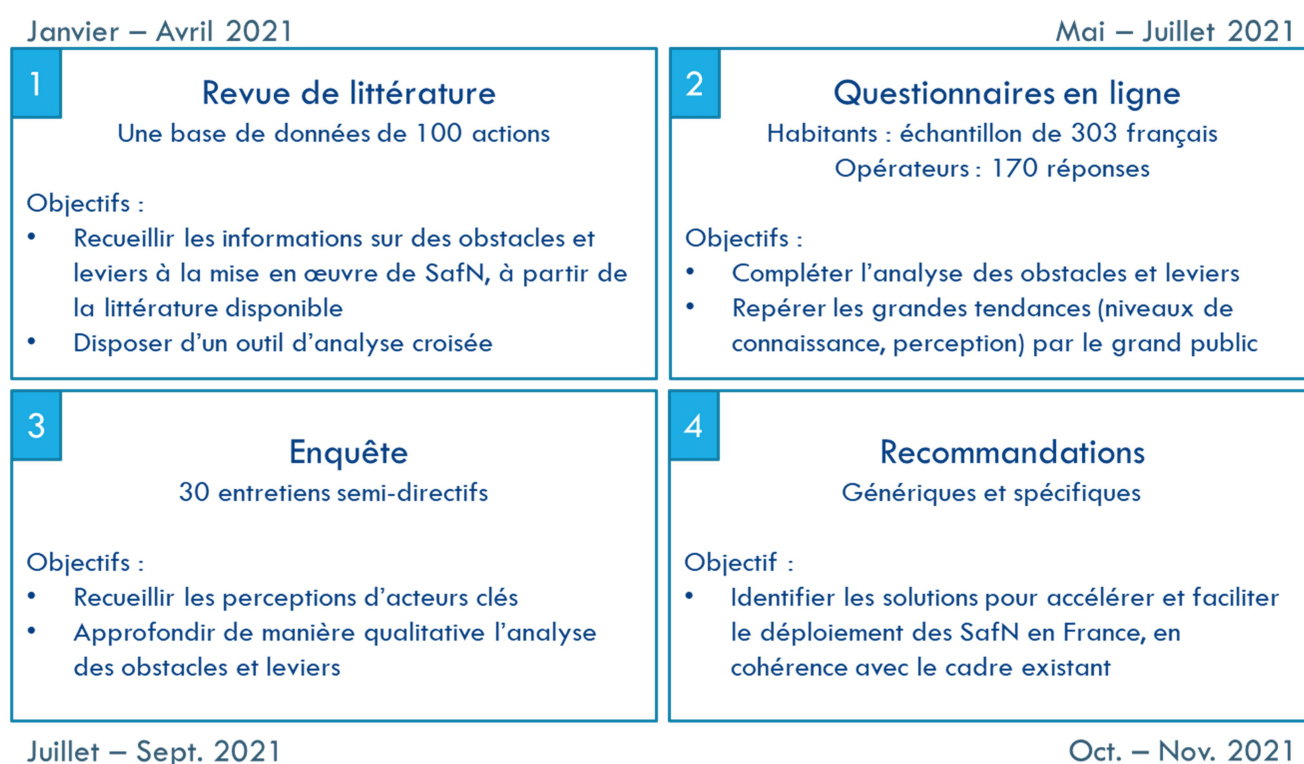 Janvier – Avril 2021
Mai – Juillet 2021
1
Revue de littérature
Une base de données de 100 actions
Objectifs :
• Recueillir les informations sur des obstacles et
leviers à la mise en œuvre de SafN, à partir de
la littérature disponible
• Disposer d’un outil d’analyse croisée
2
Questionnaires en ligne
Habitants : échantillon de 303 français
Opérateurs : 170 réponses
Objectifs :
• Compléter l’analyse des obstacles et leviers
• Repérer les grandes tendances (niveaux de
connaissance, perception) par le grand public
3
Enquête
30 entretiens semi-directifs
Objectifs :
• Recueillir les perceptions d’acteurs clés
• Approfondir de manière qualitative l’analyse
des obstacles et leviers
4
Recommandations
Génériques et spécifiques
Objectif :
• Identifier les solutions pour accélérer et faciliter
le déploiement des SafN en France, en
cohérence avec le cadre existant
Juillet – Sept. 2021
Oct. – Nov. 2021